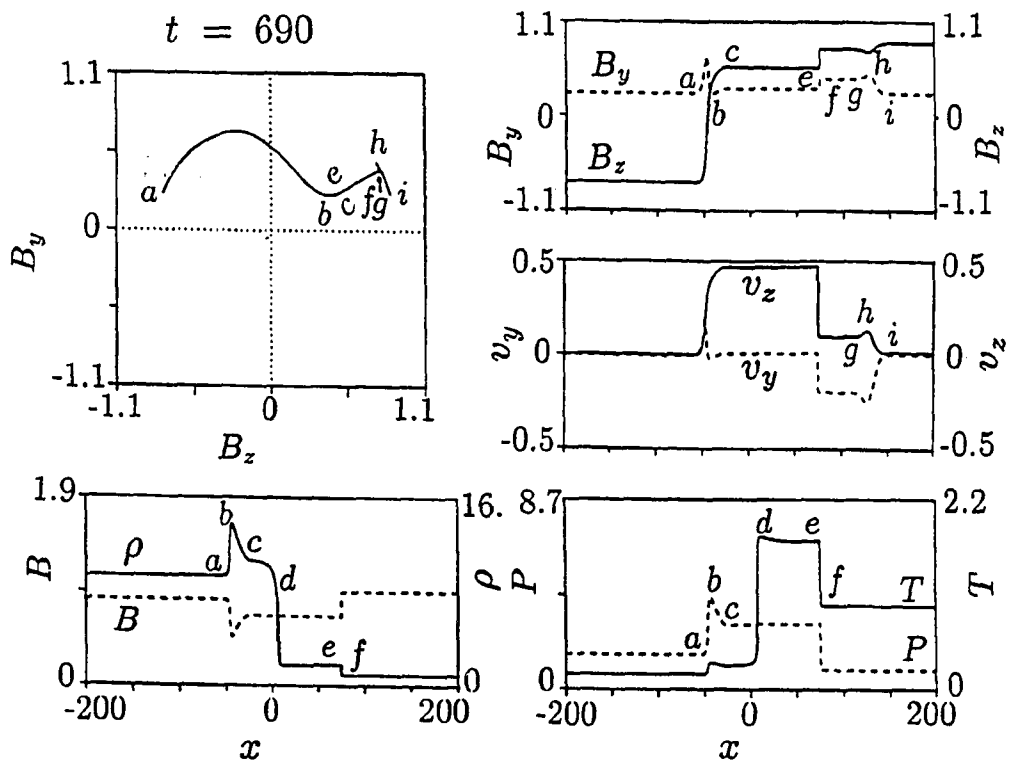 t = 690
1.1
B_y
0
-1.1
a
e
b
c
f
g
h
i
-1.1
0
1.1
B_z
1.1
B_y
0
-1.1
B_y
B_z
a
b
c
e
f
g
h
i
1.1
0
-1.1
B_z
0.5
v_y
0
-0.5
v_z
v_y
g
h
i
0.5
0
-0.5
v_z
1.9
B
0
ρ
B
a
b
c
d
e
f
16.
ρ
0
-200
0
200
x
8.7
P
0
a
b
c
d
e
f
T
P
2.2
T
0
-200
0
200
x